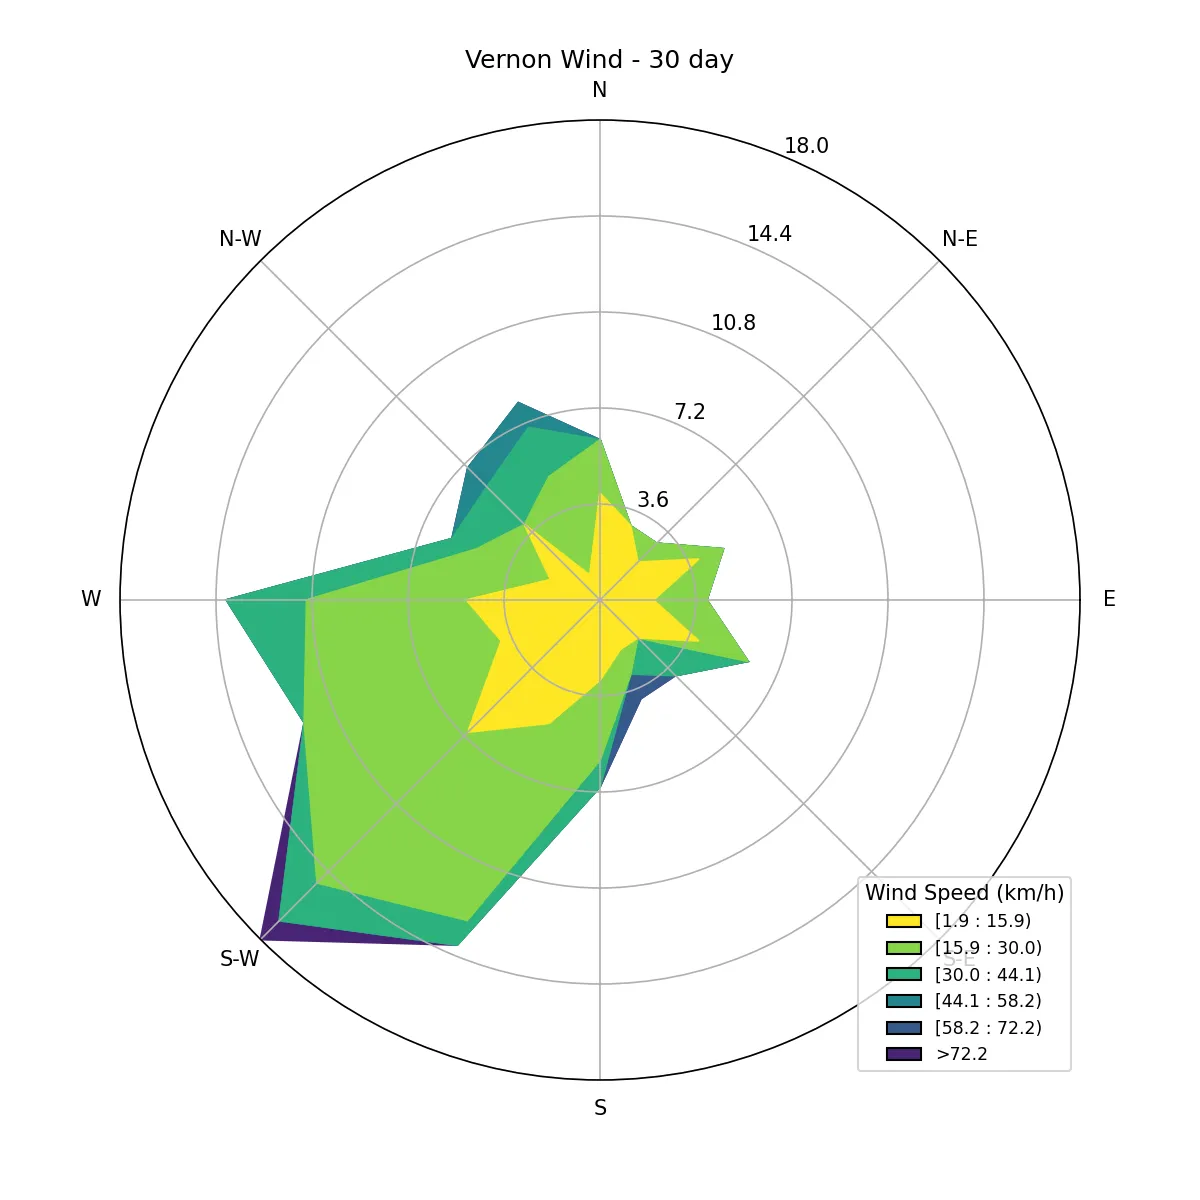 Vernon Wind - 30 day
N
18.0
14.4
N-W
N-E
10.8
7.2
3.6
W
E
S-W
S-E
S
Wind Speed (km/h)
[1.9 : 15.9)
[15.9 : 30.0)
[30.0 : 44.1)
[44.1 : 58.2)
[58.2 : 72.2)
>72.2